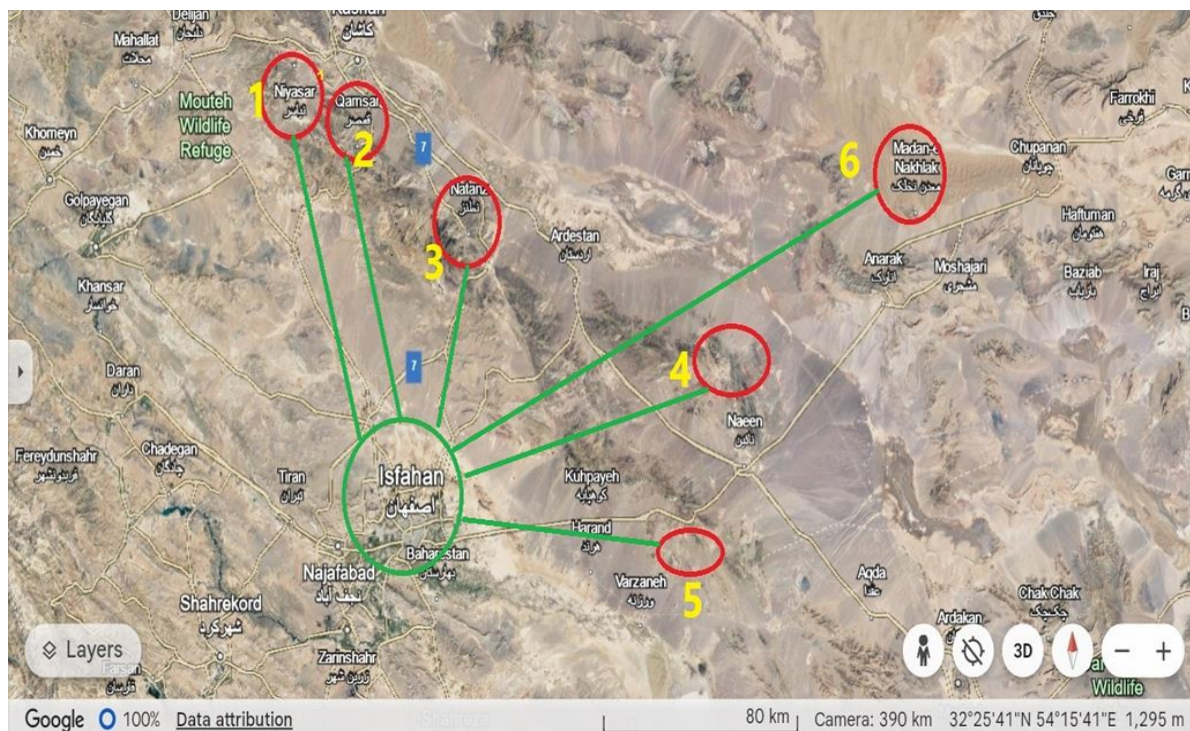 Delijan
دلیجان
Kashan
کاشان
جندق
Mahallat
محلات
Niyasar
نیاسر
1
Qamsar
قمصر
2
Mouteh
Wildlife
Refuge
Khomeyn
خمین
7
6
Madan-e
Nakhlak
معدن نخلک
Chupanan
چوپانان
Farrokhi
فرخی
Golpayegan
گلپایگان
Natanz
نطنز
3
Ardestan
اردستان
Haftuman
هفتومان
Anarak
انارک
Moshajari
مشجری
Baziab
بازیاب
Iraj
ایراج
Khansar
خوانسار
Daran
داران
7
4
Naeen
نائین
Fereydunshahr
فریدونشهر
Chadegan
چادگان
Tiran
تیران
Isfahan
اصفهان
Kuhpayeh
کوهپایه
Harand
هرند
Baharestan
بهارستان
Najafabad
نجف آباد
Varzaneh
ورزنه
5
Aqda
عقدا
Chak Chak
چک‌چک
Ardakan
Shahrekord
شهرکرد
Zarinshahr
زرین شهر
Layers
Farsan
فارسان
3D
Wildlife
Google
100%
Data attribution
Shahreza
80 km
Camera: 390 km
32°25'41"N 54°15'41"E
1,295 m